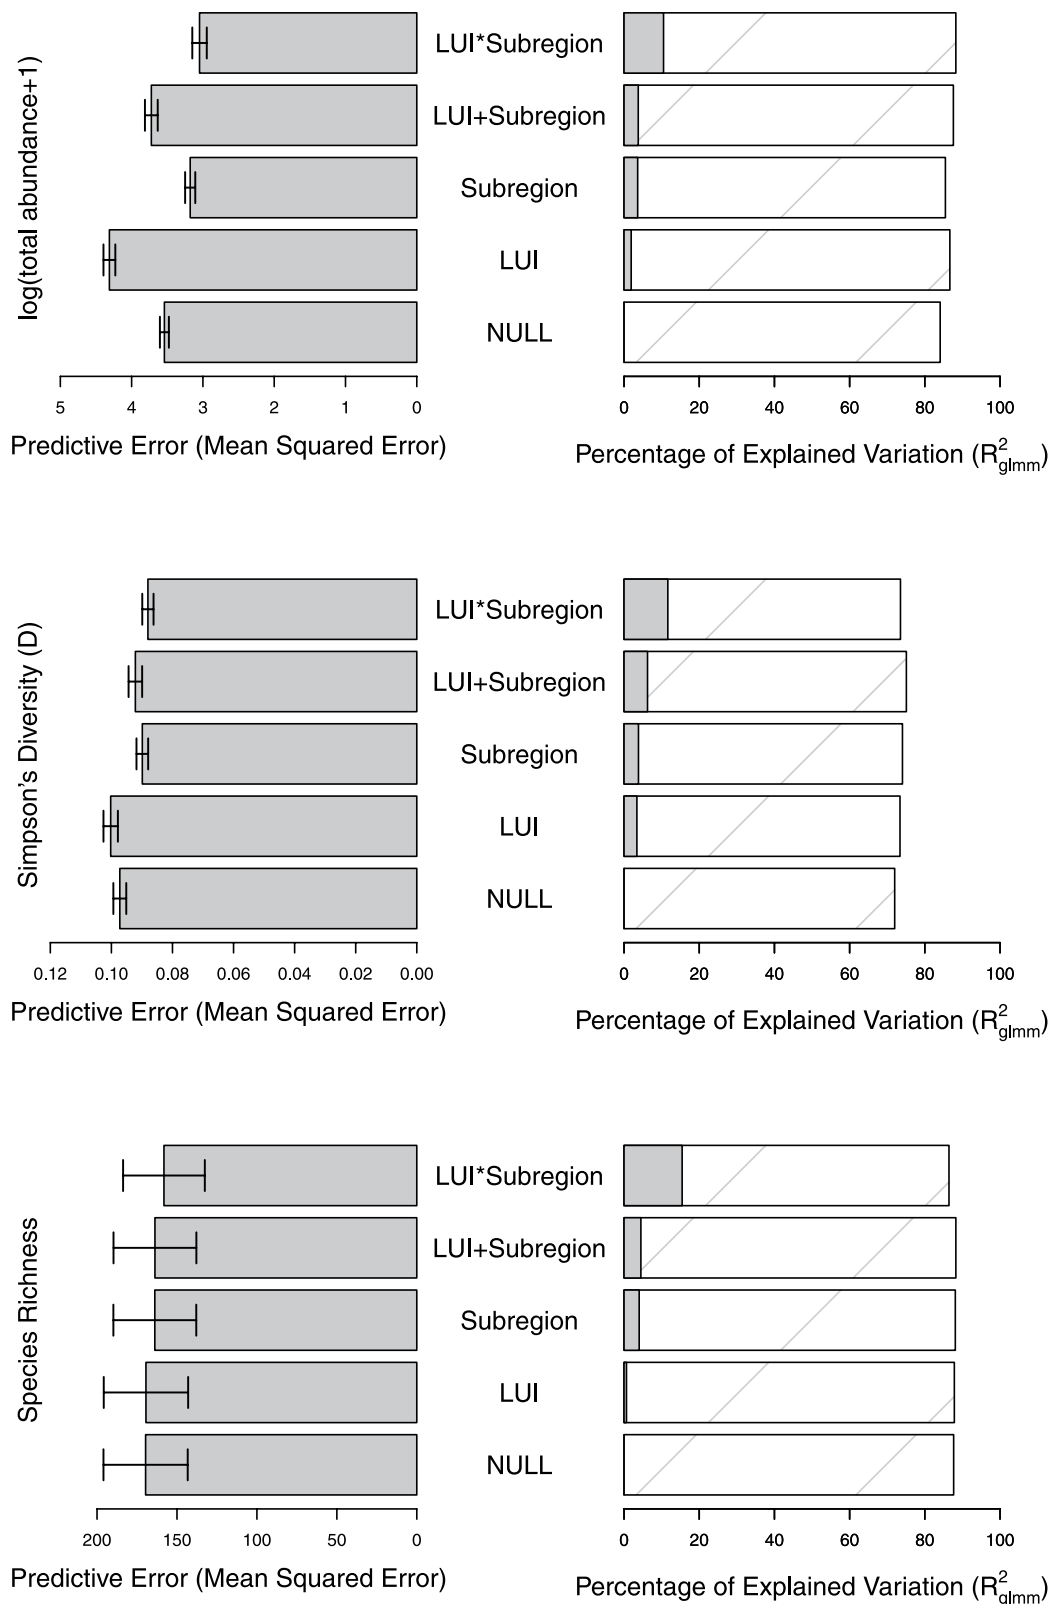 log(total abundance+1)
LUI*Subregion
LUI+Subregion
Subregion
LUI
NULL
5 4 3 2 1 0
0 20 40 60 80 100
Predictive Error (Mean Squared Error)
Percentage of Explained Variation (R²glmm)
Simpson's Diversity (D)
LUI*Subregion
LUI+Subregion
Subregion
LUI
NULL
0.12 0.10 0.08 0.06 0.04 0.02 0.00
0 20 40 60 80 100
Predictive Error (Mean Squared Error)
Percentage of Explained Variation (R²glmm)
Species Richness
LUI*Subregion
LUI+Subregion
Subregion
LUI
NULL
200 150 100 50 0
0 20 40 60 80 100
Predictive Error (Mean Squared Error)
Percentage of Explained Variation (R²glmm)